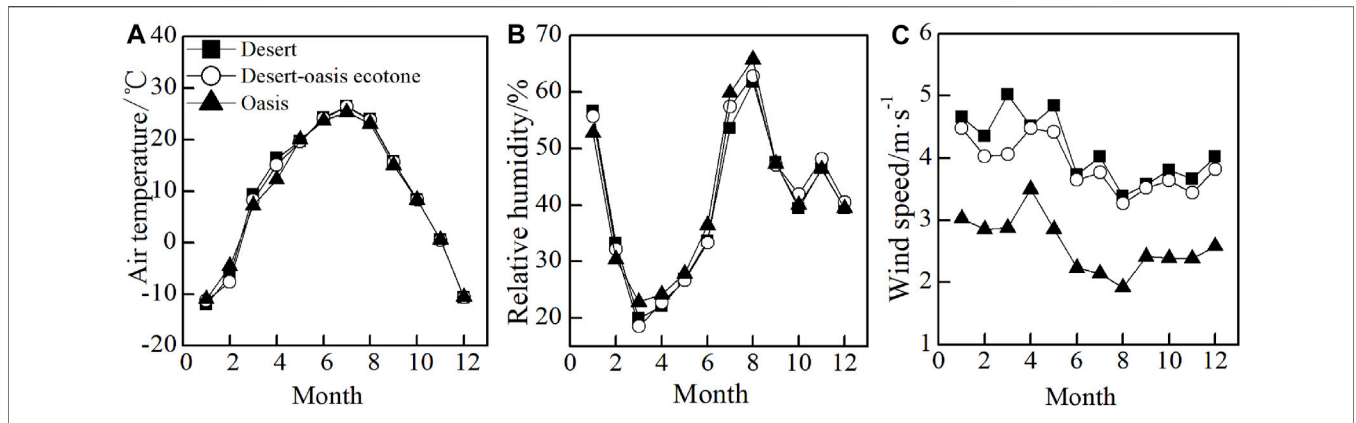 A
Desert
Desert-oasis ecotone
Oasis
Air temperature/°C
40
30
20
10
0
-10
-20
0 2 4 6 8 10 12
Month
B
Relative humidity/%
70
60
50
40
30
20
0 2 4 6 8 10 12
Month
C
Wind speed/m·s⁻¹
6
5
4
3
2
1
0 2 4 6 8 10 12
Month